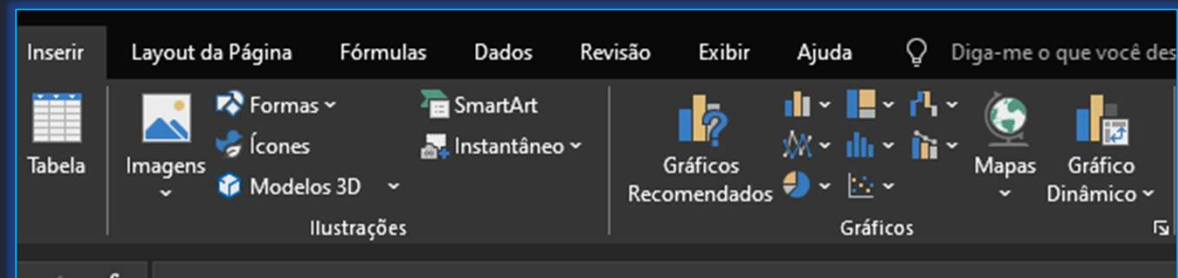 Inserir
Layout da Página
Fórmulas
Dados
Revisão
Exibir
Ajuda
Diga-me o que você des
Tabela
Imagens
Formas
Ícones
Modelos 3D
SmartArt
Instantâneo
Ilustrações
Gráficos
Recomendados
Mapas
Gráfico
Dinâmico
Gráficos